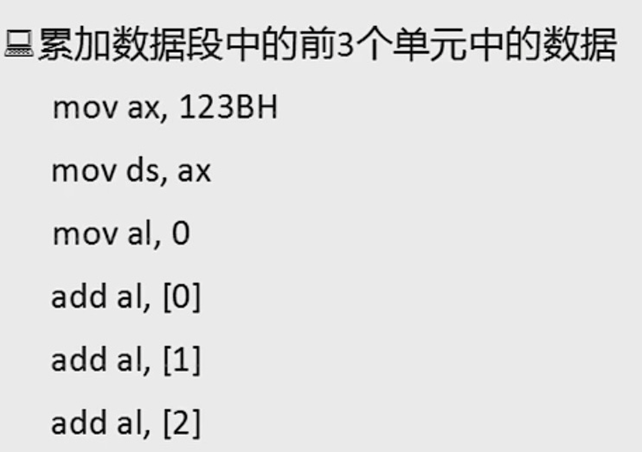 累加数据段中的前3个单元中的数据
mov ax, 123BH
mov ds, ax
mov al, 0
add al, [0]
add al, [1]
add al, [2]